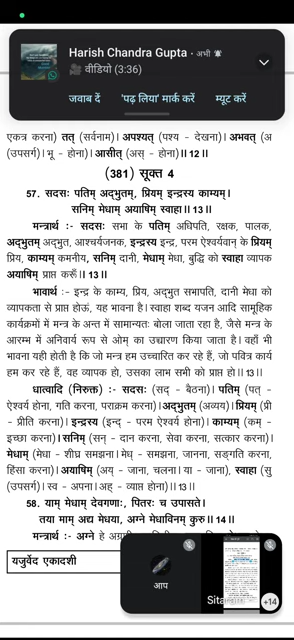 Harish Chandra Gupta · अभी
वीडियो (3:36)
जवाब दें 'पढ़ लिया' मार्क करें म्यूट करें
एकत्र करना) तत् (सर्वनाम)। अपश्यत् (पश्य - देखना)। अभवत् (अ
(उपसर्ग)। भू - होना)। आसीत् (अस् - होना)॥12॥
(381) सूक्त 4
57. सदसः पतिम् अद्भुतम्, प्रियम् इन्द्रस्य काम्यम्।
सनिम् मेधाम् अयाषिम् स्वाहा॥13॥
मन्त्रार्थ :- सदसः सभा के पतिम् अधिपति, रक्षक, पालक,
अद्भुतम् अद्भुत, आश्चर्यजनक, इन्द्रस्य इन्द्र, परम ऐश्वर्यवान् के प्रियम्
प्रिय, काम्यम् कमनीय, सनिम् दानी, मेधाम् मेधा, बुद्धि को स्वाहा व्यापक
अयाषिम् प्राप्त करूँ।॥13॥
भावार्थ :- इन्द्र के काम्य, प्रिय, अद्भुत सभापति, दानी मेधा को
व्यापकता से प्राप्त होऊं, यह भावना है। स्वाहा शब्द यजन आदि सामूहिक
कार्यक्रमों में मन्त्र के अन्त में सामान्यतः बोला जाता रहा है, जैसे मन्त्र के
आरम्भ में अनिवार्य रूप से ओम् का उच्चारण किया जाता है। वहाँ भी
भावना यही होती है कि जो मन्त्र हम उच्चारित कर रहे हैं, जो पवित्र कार्य
हम कर रहे हैं, वह व्यापक हो, उसका लाभ सभी को प्राप्त हो।॥13॥
धात्वादि (निरुक्त) :- सदसः (सद् - बैठना)। पतिम् (पत् -
ऐश्वर्य होना, गति करना, पराक्रम करना)। अद्भुतम् (अव्यय)। प्रियम् (प्री
- प्रीति करना)। इन्द्रस्य (इन्द् - परम ऐश्वर्य होना)। काम्यम् (कम् -
इच्छा करना)। सनिम् (सन् - दान करना, सेवा करना, सत्कार करना)।
मेधाम् (मेधा - शीघ्र समझना। मेध् - समझना, जानना, सङ्गति करना,
हिंसा करना)। अयाषिम् (अय् - जाना, चलना। या - जाना), स्वाहा (सु
(उपसर्ग)। स्व - अपना। अह् - व्याप्त होना)॥13॥
58. याम् मेधाम् देवगणाः, पितरः च उपासते।
तया माम् अद्य मेधया, अग्ने मेधाविनम् कुरु॥14॥
मन्त्रार्थ :- अग्ने हे
यजुर्वेद एकादशी
आप
Sita
+14